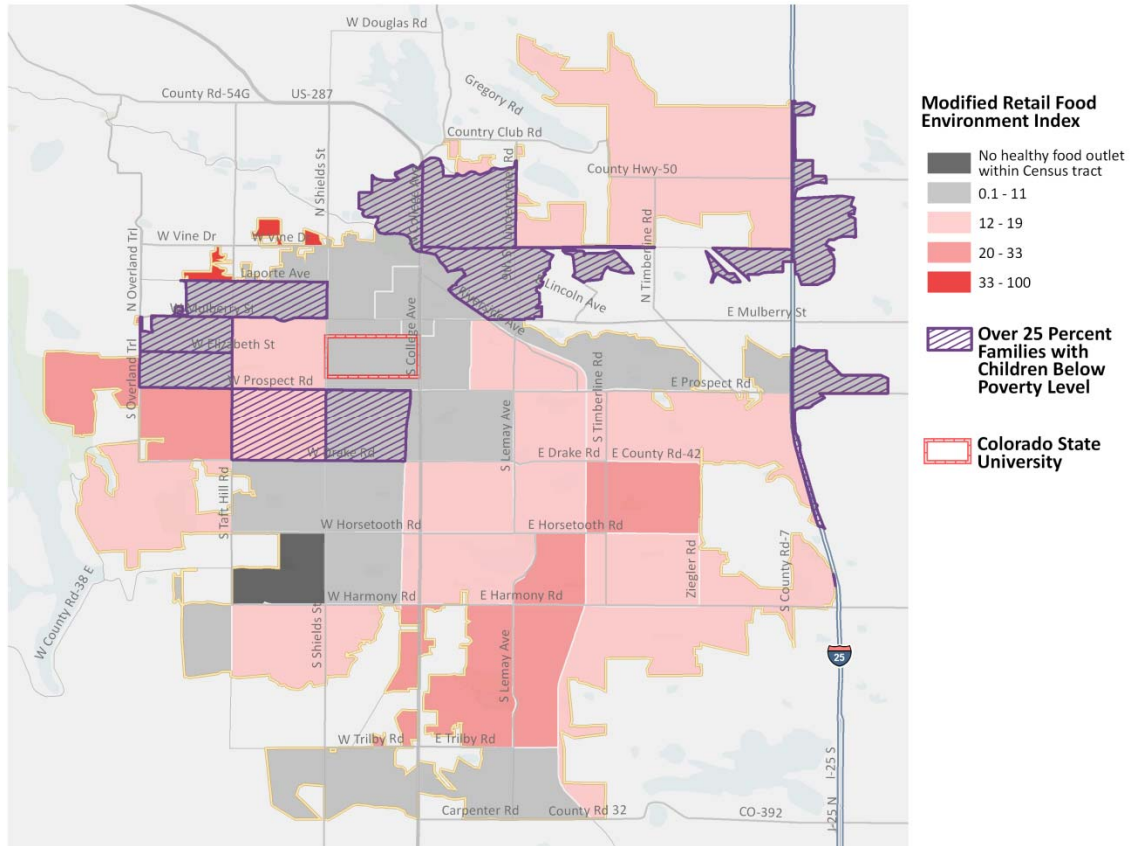 W Douglas Rd
Gregory Rd
County Rd-54G
US-287
Country Club Rd
County Hwy-50
N Shields St
N College Ave
N Overland Trl
W Vine Dr
W Vine D
Laporte Ave
N Timberline Rd
Lincoln Ave
W Mulberry St
Riverside Ave
E Mulberry St
W Elizabeth St
S College Ave
W Prospect Rd
E Prospect Rd
S Overland Trl
S Timberline Rd
S Lemay Ave
W Drake Rd
E Drake Rd
E County Rd-42
S Taft Hill Rd
W Horsetooth Rd
E Horsetooth Rd
Ziegler Rd
S County Rd-7
W County Rd-38 E
W Harmony Rd
E Harmony Rd
S Shields St
S Lemay Ave
25
W Trilby Rd
E Trilby Rd
I-25 S
I-25 N
Carpenter Rd
County Rd 32
CO-392
Modified Retail Food
Environment Index
No healthy food outlet
within Census tract
0.1 - 11
12 - 19
20 - 33
33 - 100
Over 25 Percent
Families with
Children Below
Poverty Level
Colorado State
University